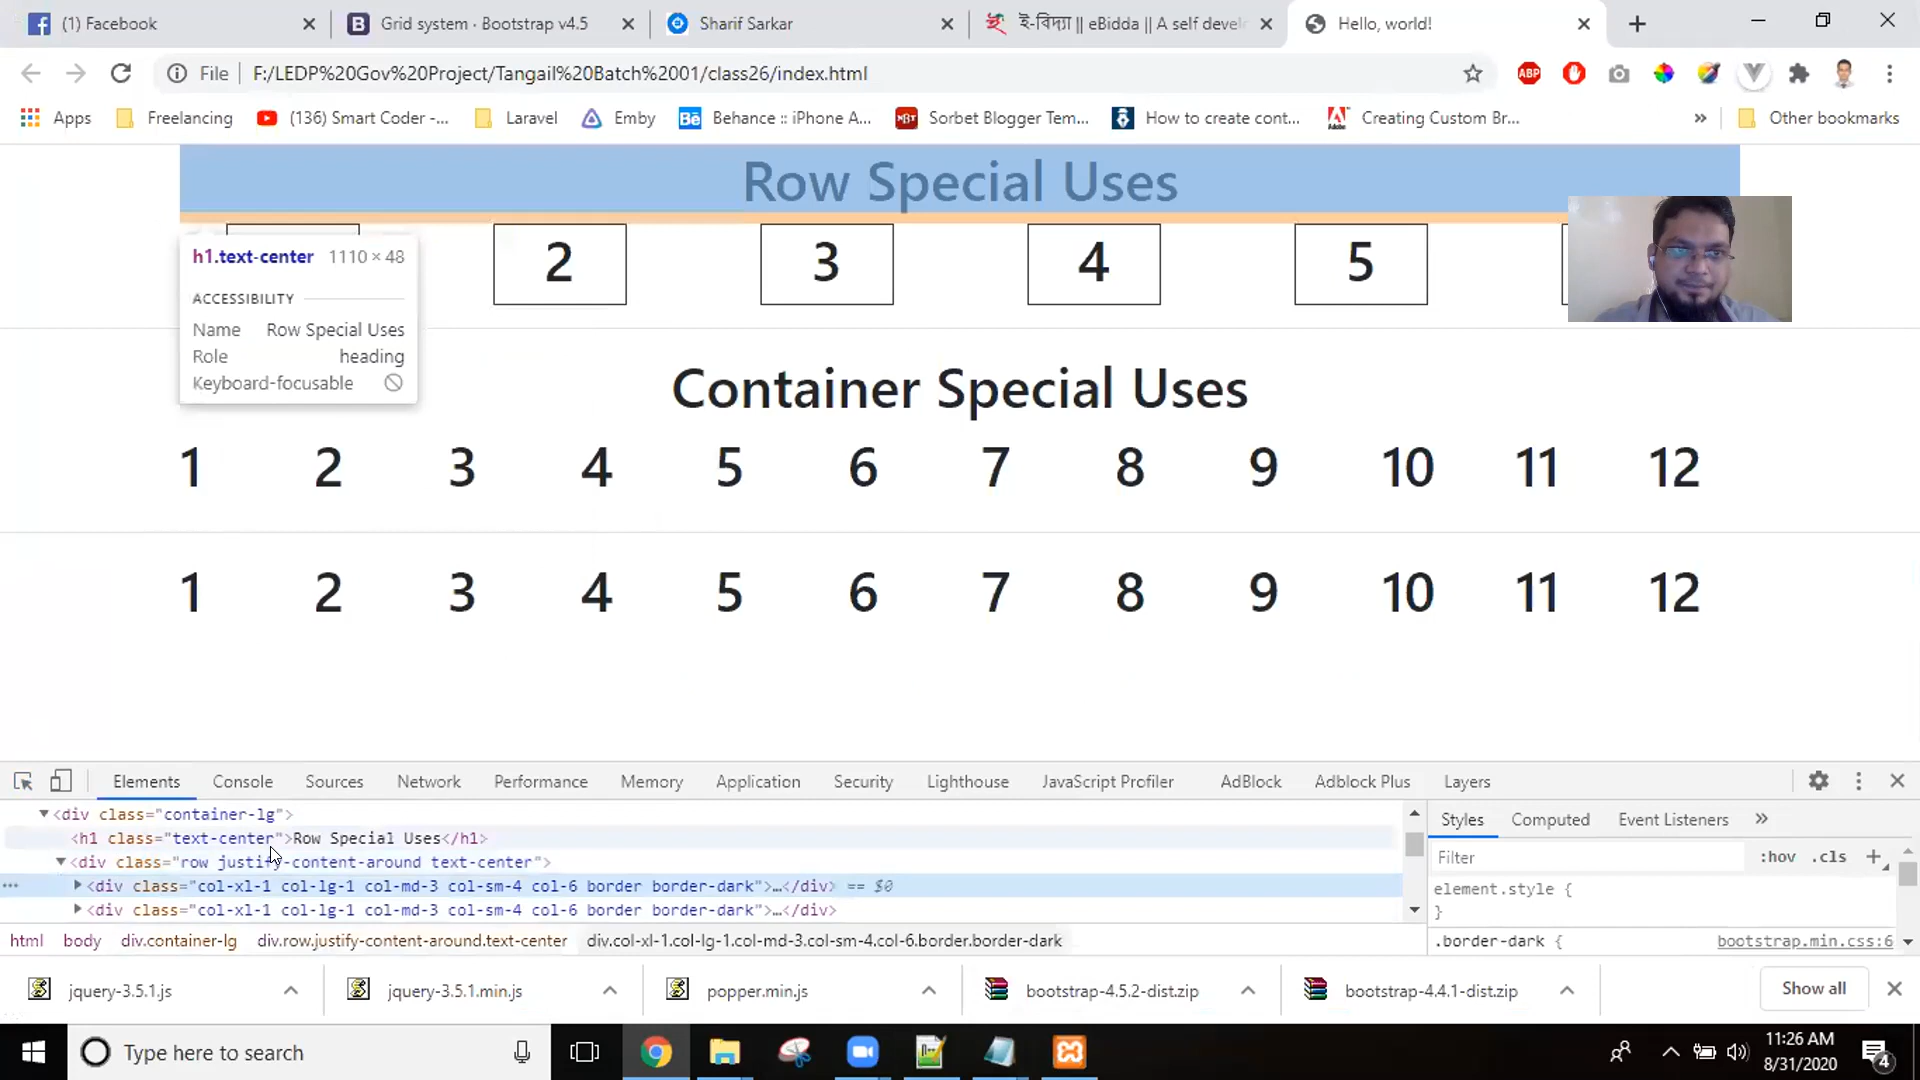 (1) Facebook
Grid system · Bootstrap v4.5
Sharif Sarkar
ই-বিদ্যা || eBidda || A self devel
Hello, world!
File
F:/LEDP%20Gov%20Project/Tangail%20Batch%2001/class26/index.html
ABP
Apps
Freelancing
(136) Smart Coder -...
Laravel
Emby
Behance :: iPhone A...
Sorbet Blogger Tem...
How to create cont...
Creating Custom Br...
»
Other bookmarks
Row Special Uses
2 3 4 5
h1.text-center 1110 × 48
ACCESSIBILITY
Name Row Special Uses
Role heading
Keyboard-focusable
Container Special Uses
1 2 3 4 5 6 7 8 9 10 11 12
1 2 3 4 5 6 7 8 9 10 11 12
Elements Console Sources Network Performance Memory Application Security Lighthouse JavaScript Profiler AdBlock Adblock Plus Layers
<div class="container-lg">
<h1 class="text-center">Row Special Uses</h1>
<div class="row justify-content-around text-center">
<div class="col-xl-1 col-lg-1 col-md-3 col-sm-4 col-6 border border-dark">…</div> == $0
<div class="col-xl-1 col-lg-1 col-md-3 col-sm-4 col-6 border border-dark">…</div>
html body div.container-lg div.row.justify-content-around.text-center div.col-xl-1.col-lg-1.col-md-3.col-sm-4.col-6.border.border-dark
Styles Computed Event Listeners »
Filter :hov .cls +
element.style {
}
.border-dark { bootstrap.min.css:6
jquery-3.5.1.js
jquery-3.5.1.min.js
popper.min.js
bootstrap-4.5.2-dist.zip
bootstrap-4.4.1-dist.zip
Show all
Type here to search
11:26 AM
8/31/2020
4